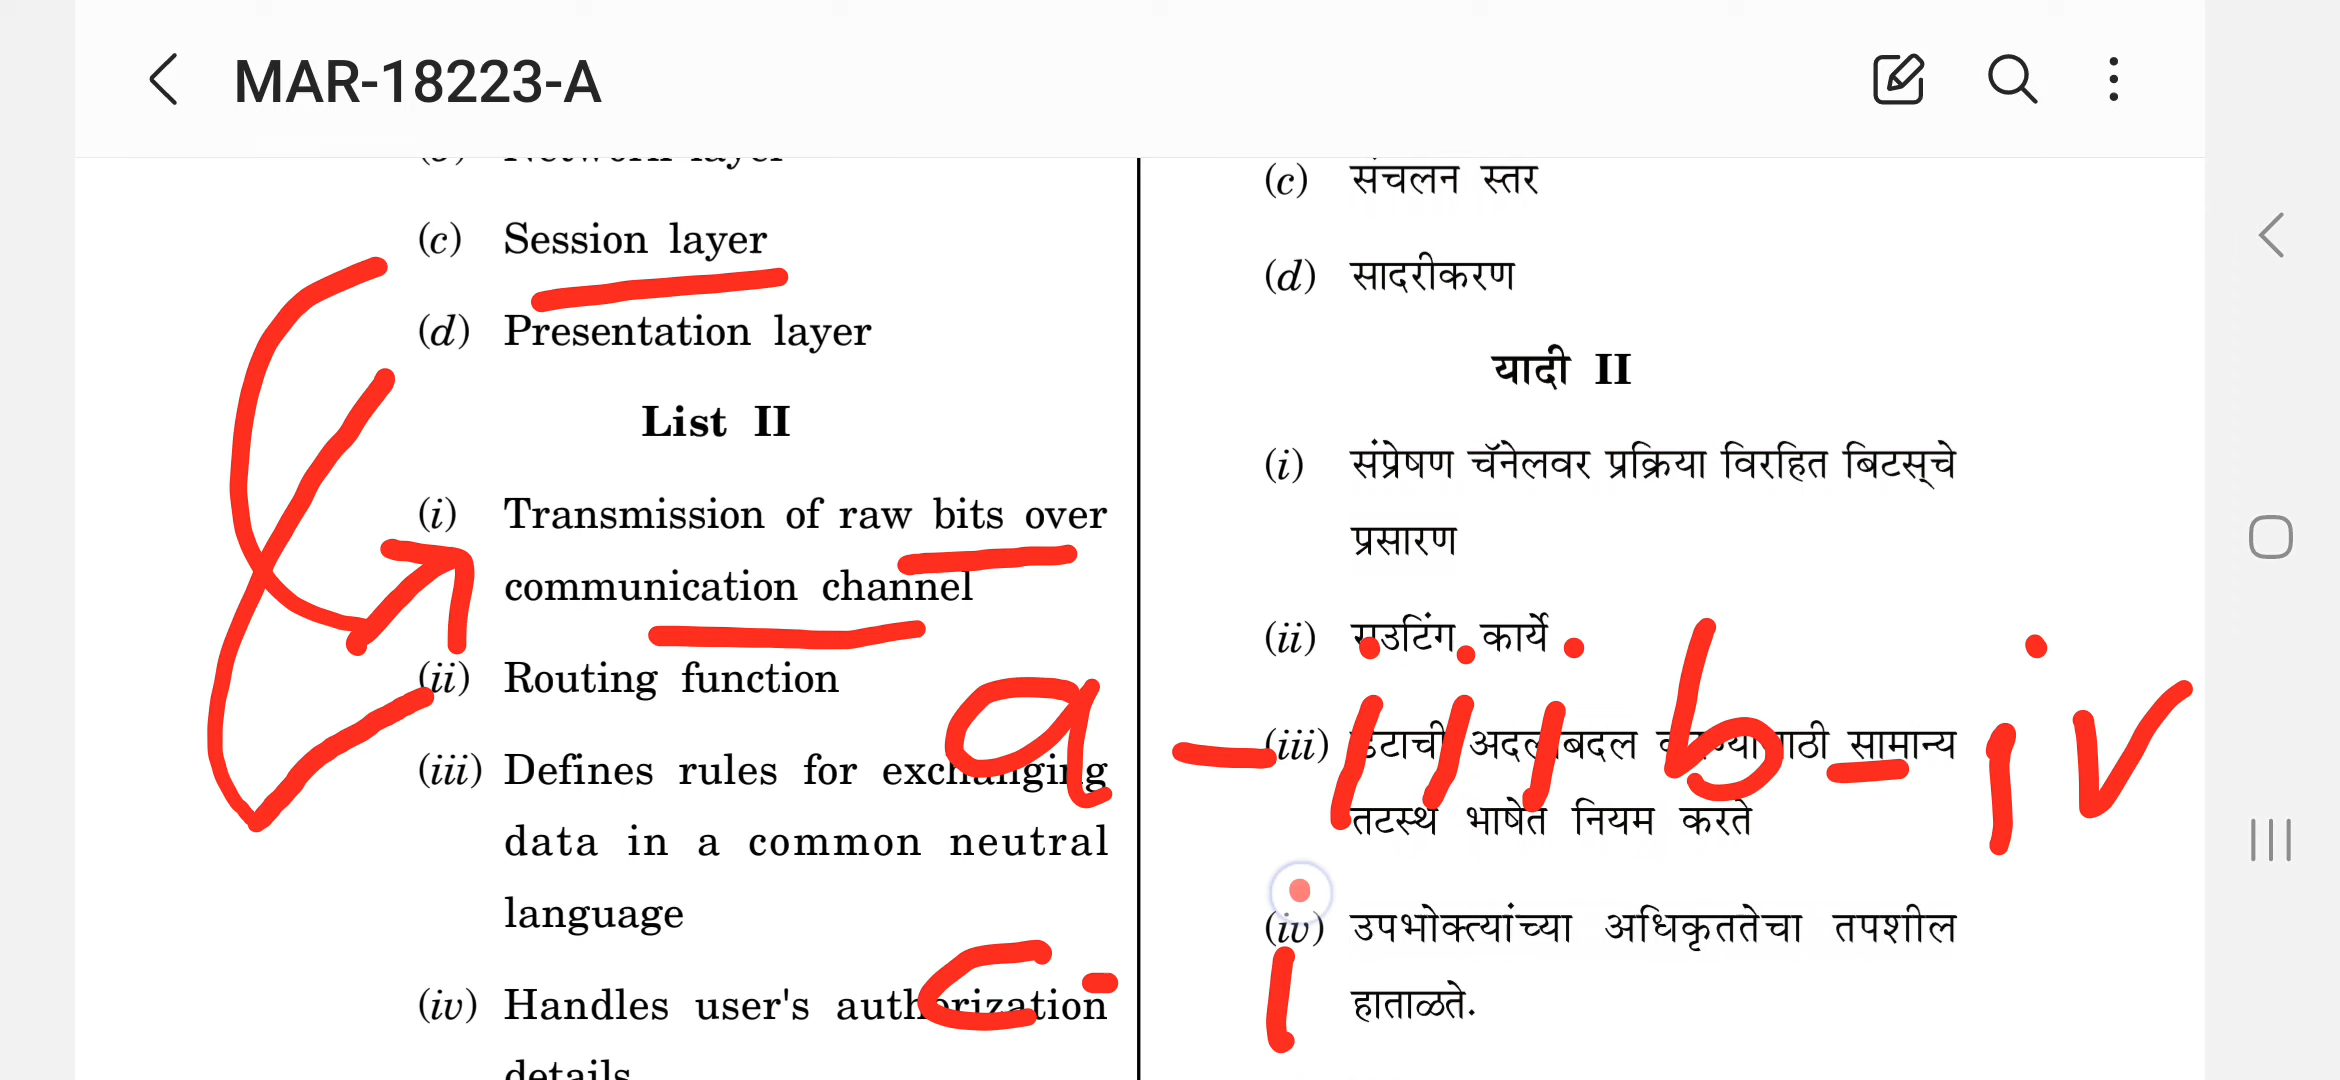 MAR-18223-A
(c) Session layer
(d) Presentation layer
List II
(i) Transmission of raw bits over
communication channel
(ii) Routing function
(iii) Defines rules for exchanging
data in a common neutral
language
(iv) Handles user's authorization
details
(c) संचलन स्तर
(d) सादरीकरण
यादी II
(i) संप्रेषण चॅनेलवर प्रक्रिया विरहित बिटस्‌चे
प्रसारण
(ii) राउटिंग कार्ये
(iii) डेटाची अदलाबदल करण्यासाठी सामान्य
तटस्थ भाषेत नियम करते
(iv) उपभोक्त्यांच्या अधिकृततेचा तपशील
हाताळते.
a - iii b - iv
c - i